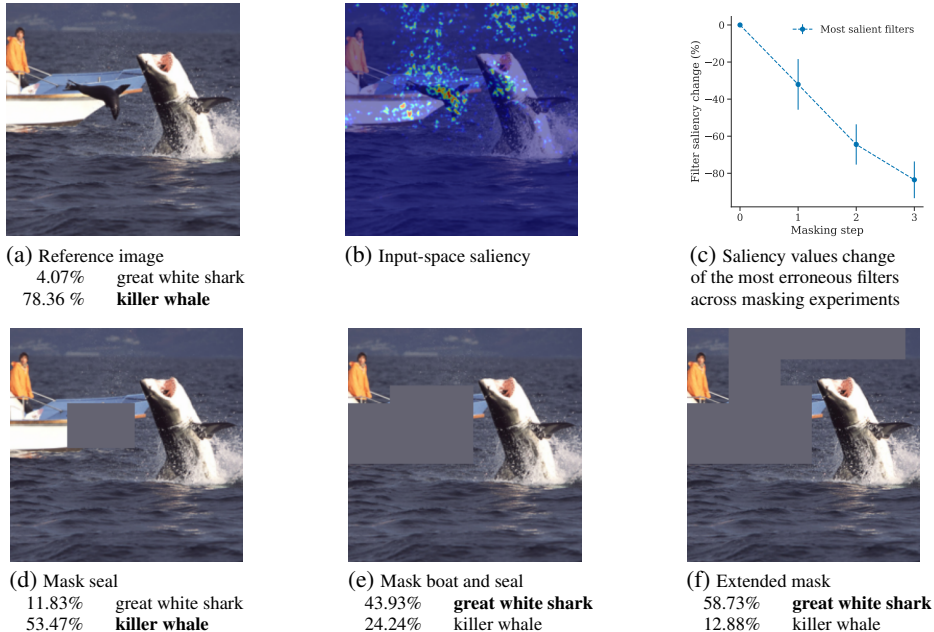 0
−20
−40
−60
−80
Filter saliency change (%)
Most salient filters
0 1 2 3
Masking step
(a) Reference image
4.07% great white shark
78.36 % killer whale
(b) Input-space saliency
(c) Saliency values change
of the most erroneous filters
across masking experiments
(d) Mask seal
11.83% great white shark
53.47% killer whale
(e) Mask boat and seal
43.93% great white shark
24.24% killer whale
(f) Extended mask
58.73% great white shark
12.88% killer whale